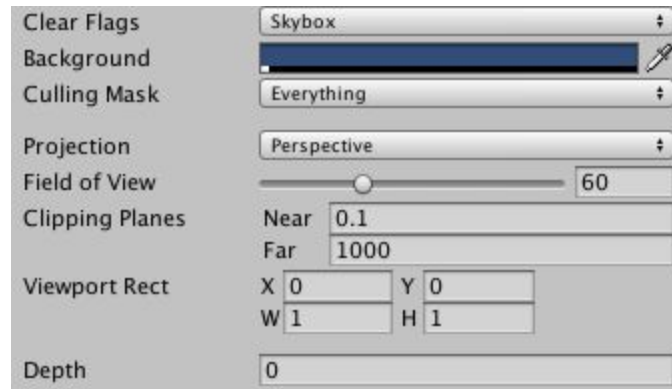 Clear Flags Skybox
Background
Culling Mask Everything
Projection Perspective
Field of View 60
Clipping Planes Near 0.1
Far 1000
Viewport Rect X 0 Y 0
W 1 H 1
Depth 0